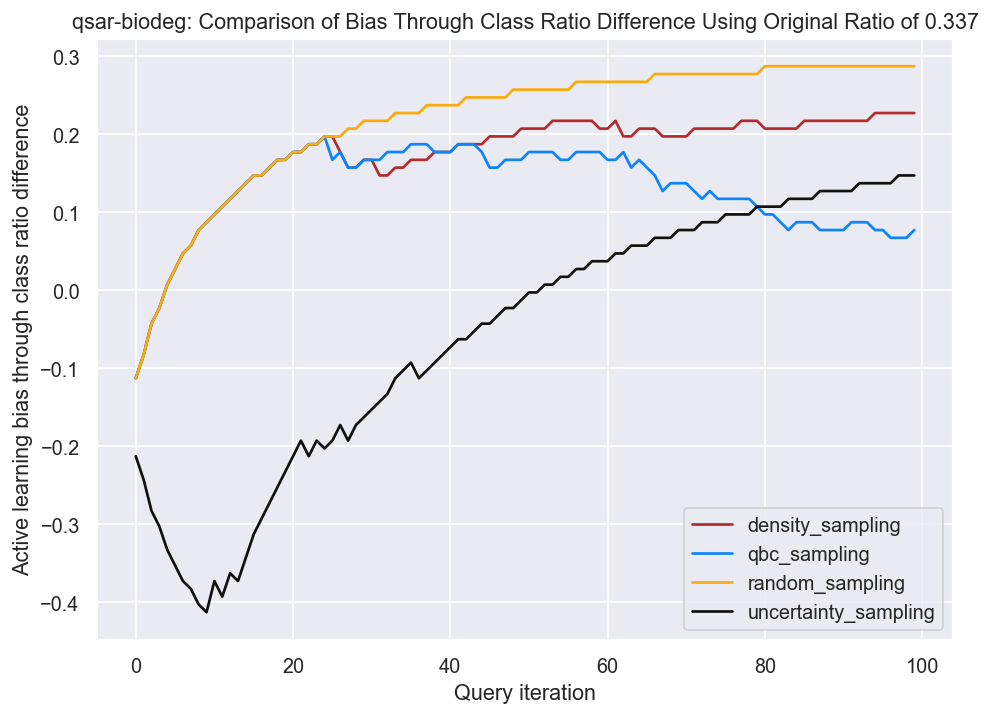 qsar-biodeg: Comparison of Bias Through Class Ratio Difference Using Original Ratio of 0.337
Active learning bias through class ratio difference
0.3
0.2
0.1
0.0
−0.1
−0.2
−0.3
−0.4
density_sampling
qbc_sampling
random_sampling
uncertainty_sampling
0 20 40 60 80 100
Query iteration